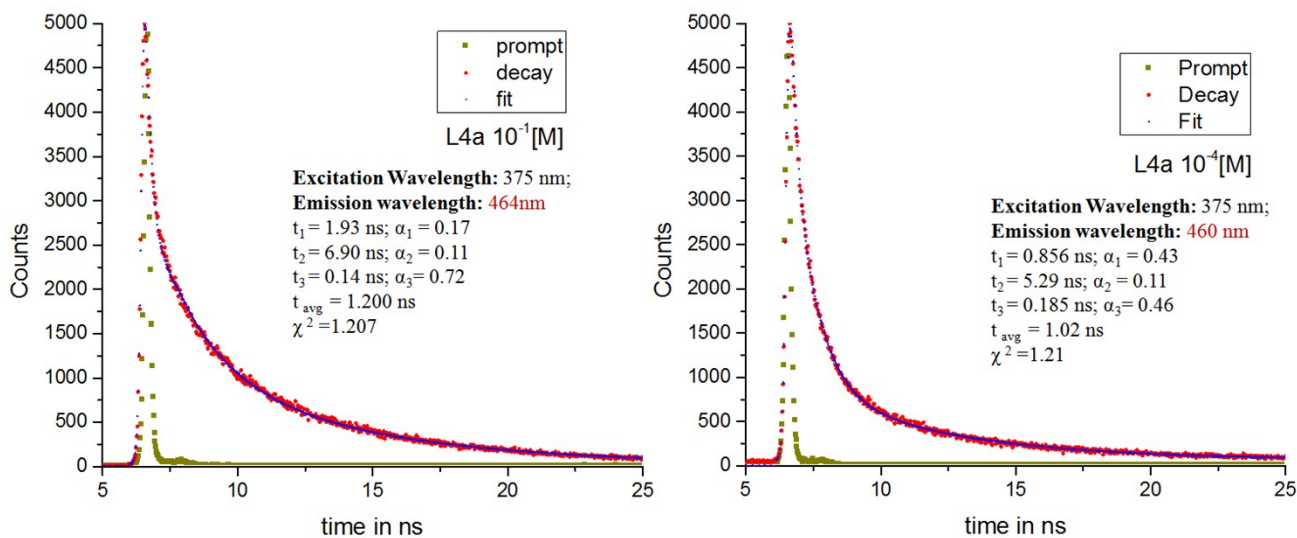 5000
4500
4000
3500
3000
2500
2000
1500
1000
500
0
Counts
5
10
15
20
25
time in ns
prompt
decay
fit
L4a 10⁻¹[M]
Excitation Wavelength: 375 nm;
Emission wavelength: 464nm
t₁= 1.93 ns; α₁ = 0.17
t₂= 6.90 ns; α₂ = 0.11
t₃= 0.14 ns; α₃= 0.72
t avg = 1.200 ns
χ² =1.207
5000
4500
4000
3500
3000
2500
2000
1500
1000
500
0
Counts
5
10
15
20
25
time in ns
Prompt
Decay
Fit
L4a 10⁻⁴[M]
Excitation Wavelength: 375 nm;
Emission wavelength: 460 nm
t₁= 0.856 ns; α₁ = 0.43
t₂= 5.29 ns; α₂ = 0.11
t₃= 0.185 ns; α₃= 0.46
t avg = 1.02 ns
χ² =1.21